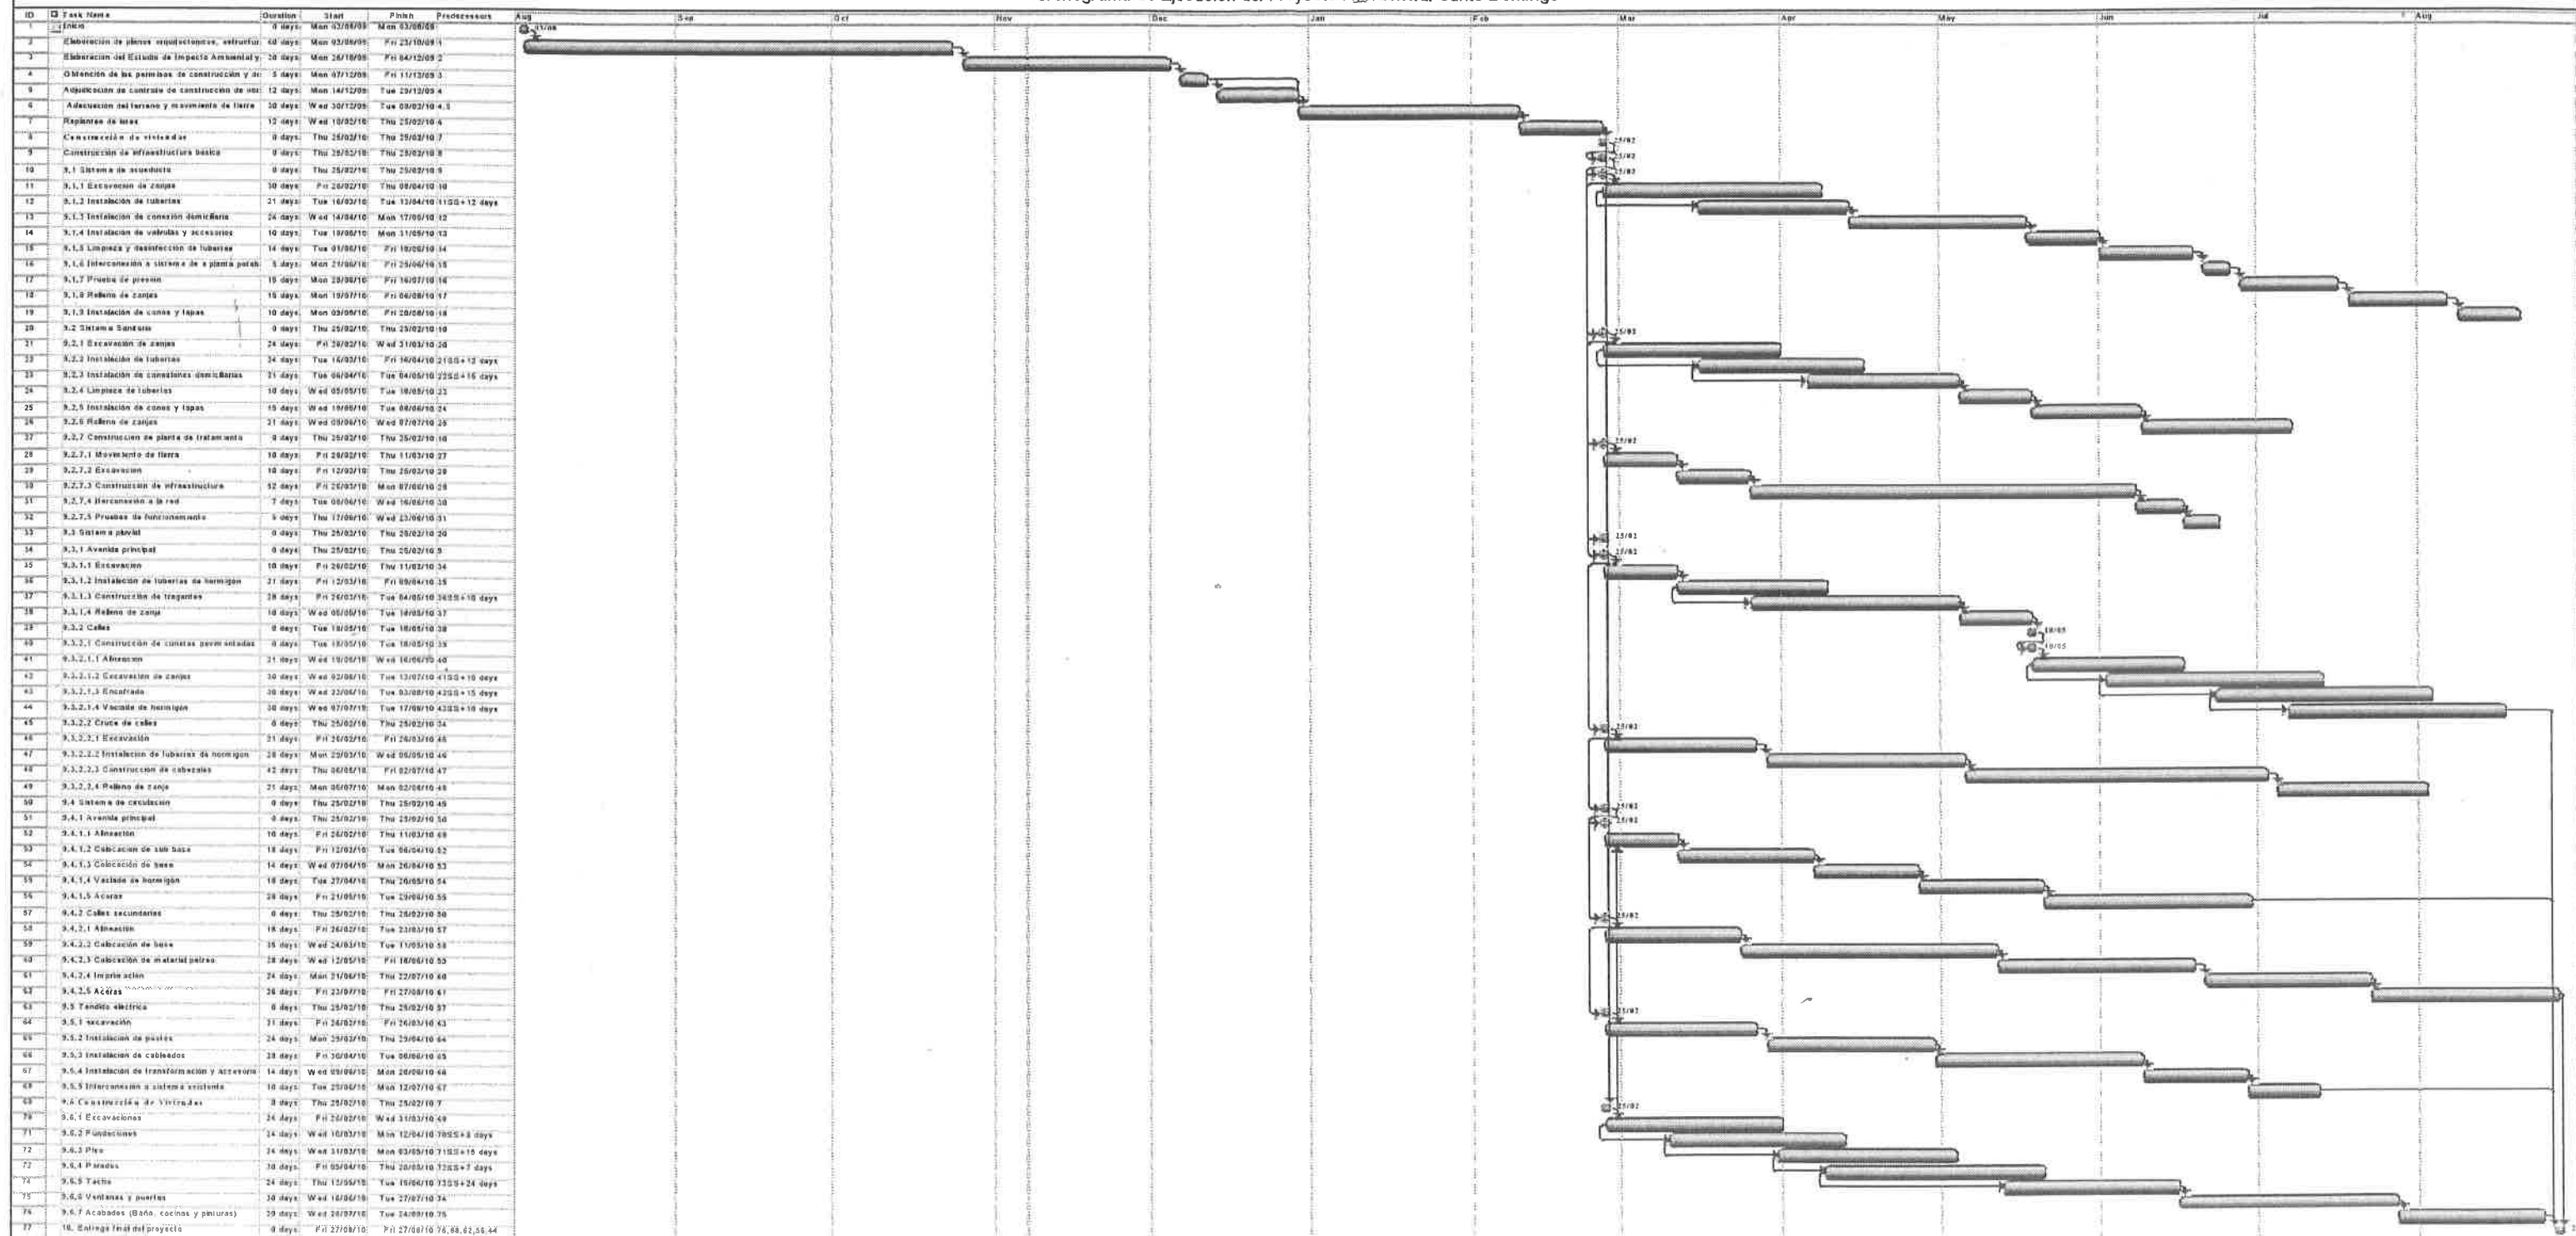 ID Task Name Duration Start Finish Predecessors Aug Sep Oct Nov Dec Jan Feb Mar Apr May Jun Jul Aug
1 Inicio 0 days Mon 03/08/09 Mon 03/08/09
2 Elaboración de planos arquitectonicos, estructur 60 days Mon 03/08/09 Fri 23/10/09 1
3 Elaboración del Estudio de Impacto Ambiental y 30 days Mon 26/10/09 Fri 04/12/09 2
4 Obtención de los permisos de construcción y de 5 days Mon 07/12/09 Fri 11/12/09 3
5 Adjudicación de contrato de construcción de 12 days Mon 14/12/09 Tue 29/12/09 4
6 Adecuación del terreno y movimiento de tierra 30 days Wed 30/12/09 Tue 09/02/10 4,5
7 Replanteo de lotes 12 days Wed 10/02/10 Thu 25/02/10 6
8 Construcción de viviendas 0 days Thu 25/02/10 Thu 25/02/10 7
9 Construcción de infraestructura basica 0 days Thu 25/02/10 Thu 25/02/10 8
10 9.1 Sistema de acueducto 0 days Thu 25/02/10 Thu 25/02/10 9
11 9.1.1 Excavación de zanjas 30 days Fri 26/02/10 Thu 08/04/10 10
12 9.1.2 Instalación de tuberías 21 days Tue 16/03/10 Tue 13/04/10 11SS+12 days
13 9.1.3 Instalación de conexión domiciliaria 24 days Wed 14/04/10 Mon 17/05/10 12
14 9.1.4 Instalación de valvulas y accesorios 10 days Tue 18/05/10 Mon 31/05/10 13
15 9.1.5 Limpieza y desinfección de tuberías 14 days Tue 01/06/10 Fri 18/06/10 14
16 9.1.6 Interconexión a sistema de a planta potab 5 days Mon 21/06/10 Fri 25/06/10 15
17 9.1.7 Prueba de presión 15 days Mon 28/06/10 Fri 16/07/10 16
18 9.1.8 Relleno de zanjas 15 days Mon 19/07/10 Fri 06/08/10 17
19 9.1.9 Instalación de conos y tapas 10 days Mon 09/08/10 Fri 20/08/10 18
20 9.2 Sistema Sanitario 0 days Thu 25/02/10 Thu 25/02/10 10
21 9.2.1 Excavación de zanjas 24 days Fri 26/02/10 Wed 31/03/10 20
22 9.2.2 Instalación de tuberías 24 days Tue 16/03/10 Fri 16/04/10 21SS+12 days
23 9.2.3 Instalación de conexiones domiciliarias 21 days Tue 06/04/10 Tue 04/05/10 22SS+15 days
24 9.2.4 Limpieza de tuberías 10 days Wed 05/05/10 Tue 18/05/10 23
25 9.2.5 Instalación de conos y tapas 15 days Wed 19/05/10 Tue 08/06/10 24
26 9.2.6 Relleno de zanjas 21 days Wed 09/06/10 Wed 07/07/10 25
27 9.2.7 Construcción de planta de tratamiento 0 days Thu 25/02/10 Thu 25/02/10 10
28 9.2.7.1 Movimiento de tierra 10 days Fri 26/02/10 Thu 11/03/10 27
29 9.2.7.2 Excavación 10 days Fri 12/03/10 Thu 25/03/10 28
30 9.2.7.3 Construcción de infraestructura 52 days Fri 26/03/10 Mon 07/06/10 29
31 9.2.7.4 Iterconexión a la red 7 days Tue 08/06/10 Wed 16/06/10 30
32 9.2.7.5 Pruebas de funcionamiento 5 days Thu 17/06/10 Wed 23/06/10 31
33 9.3 Sistema pluvial 0 days Thu 25/02/10 Thu 25/02/10 20
34 9.3.1 Avenida principal 0 days Thu 25/02/10 Thu 25/02/10 9
35 9.3.1.1 Excavación 10 days Fri 26/02/10 Thu 11/03/10 34
36 9.3.1.2 Instalación de tuberías de hormigón 21 days Fri 12/03/10 Fri 09/04/10 35
37 9.3.1.3 Construcción de tragantes 28 days Fri 26/03/10 Tue 04/05/10 36SS+10 days
38 9.3.1.4 Relleno de zanja 10 days Wed 05/05/10 Tue 18/05/10 37
39 9.3.2 Calles 0 days Tue 18/05/10 Tue 18/05/10 38
40 9.3.2.1 Construcción de cunetas pavimentadas 0 days Tue 18/05/10 Tue 18/05/10 39
41 9.3.2.1.1 Alineación 21 days Wed 19/05/10 Wed 16/06/10 40
42 9.3.2.1.2 Excavación de zanjas 30 days Wed 02/06/10 Tue 13/07/10 41SS+10 days
43 9.3.2.1.3 Encofrado 30 days Wed 23/06/10 Tue 03/08/10 42SS+15 days
44 9.3.2.1.4 Vaciado de hormigón 30 days Wed 07/07/10 Tue 17/08/10 43SS+10 days
45 9.3.2.2 Cruce de calles 0 days Thu 25/02/10 Thu 25/02/10 34
46 9.3.2.2.1 Excavación 21 days Fri 26/02/10 Fri 26/03/10 45
47 9.3.2.2.2 Instalación de tuberías de hormigón 28 days Mon 29/03/10 Wed 05/05/10 46
48 9.3.2.2.3 Construcción de cabezales 42 days Thu 06/05/10 Fri 02/07/10 47
49 9.3.2.2.4 Relleno de zanja 21 days Mon 05/07/10 Mon 02/08/10 48
50 9.4 Sistema de circulación 0 days Thu 25/02/10 Thu 25/02/10 45
51 9.4.1 Avenida principal 0 days Thu 25/02/10 Thu 25/02/10 50
52 9.4.1.1 Alineación 10 days Fri 26/02/10 Thu 11/03/10 69
53 9.4.1.2 Colocación de sub base 18 days Fri 12/03/10 Tue 06/04/10 52
54 9.4.1.3 Colocación de base 14 days Wed 07/04/10 Mon 26/04/10 53
55 9.4.1.4 Vaciado de hormigón 18 days Tue 27/04/10 Thu 20/05/10 54
56 9.4.1.5 Aceras 28 days Fri 21/05/10 Tue 29/06/10 55
57 9.4.2 Calles secundarias 0 days Thu 25/02/10 Thu 25/02/10 50
58 9.4.2.1 Alineación 18 days Fri 26/02/10 Tue 23/03/10 57
59 9.4.2.2 Colocación de base 35 days Wed 24/03/10 Tue 11/05/10 58
60 9.4.2.3 Colocación de material petreo 28 days Wed 12/05/10 Fri 18/06/10 59
61 9.4.2.4 Imprimación 24 days Mon 21/06/10 Thu 22/07/10 60
62 9.4.2.5 Aceras 26 days Fri 23/07/10 Fri 27/08/10 61
63 9.5 Tendido electrica 0 days Thu 25/02/10 Thu 25/02/10 57
64 9.5.1 excavación 21 days Fri 26/02/10 Fri 26/03/10 63
65 9.5.2 Instalación de postes 24 days Mon 29/03/10 Thu 29/04/10 64
66 9.5.3 Instalación de cableados 28 days Fri 30/04/10 Tue 08/06/10 65
67 9.5.4 Instalación de transformación y accesorio 14 days Wed 09/06/10 Mon 28/06/10 66
68 9.5.5 Interconexión a sistema existente 10 days Tue 29/06/10 Mon 12/07/10 67
69 9.6 Construcción de Viviendas 0 days Thu 25/02/10 Thu 25/02/10 7
70 9.6.1 Excavaciones 24 days Fri 26/02/10 Wed 31/03/10 69
71 9.6.2 Fundaciones 24 days Wed 10/03/10 Mon 12/04/10 70SS+8 days
72 9.6.3 Piso 24 days Wed 31/03/10 Mon 03/05/10 71SS+15 days
73 9.6.4 Paredes 30 days Fri 09/04/10 Thu 20/05/10 72SS+7 days
74 9.6.5 Techo 24 days Thu 13/05/10 Tue 15/06/10 73SS+24 days
75 9.6.6 Ventanas y puertas 30 days Wed 16/06/10 Tue 27/07/10 74
76 9.6.7 Acabados (Baño, cocinas y pinturas) 20 days Wed 28/07/10 Tue 24/08/10 75
77 10. Entrega final del proyecto 0 days Fri 27/08/10 Fri 27/08/10 76,68,62,56,44